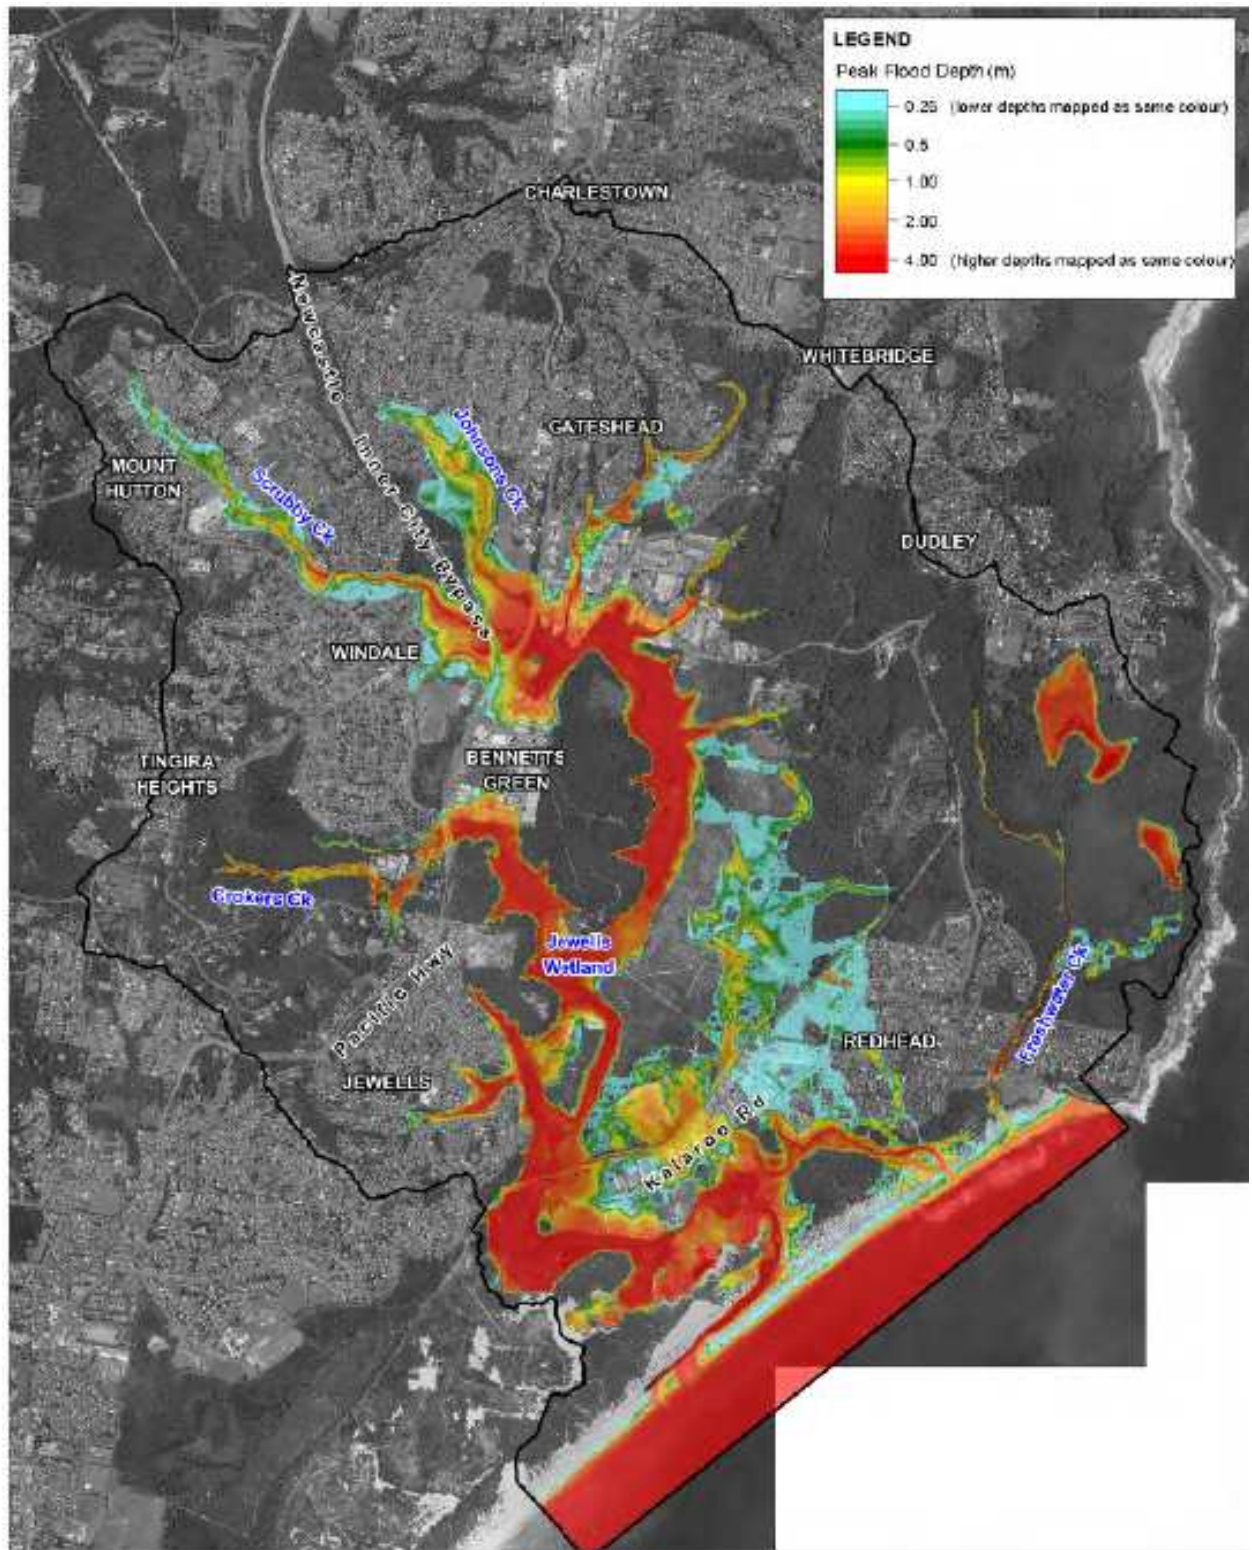 LEGEND
Peak Flood Depth (m)
0.25 (lower depths mapped as same colour)
0.5
1.00
2.00
4.00 (higher depths mapped as same colour)
CHARLESTOWN
Newcastle Inner City Bypass
WHITEBRIDGE
Johnsons Ck
GATESHEAD
MOUNT
HUTTON
Scrubby Ck
DUDLEY
WINDALE
TINGIRA
HEIGHTS
BENNETTS
GREEN
Crokers Ck
Jewells
Wetland
Pacific Hwy
Freshwater Ck
REDHEAD
JEWELLS
Kalaroo Rd